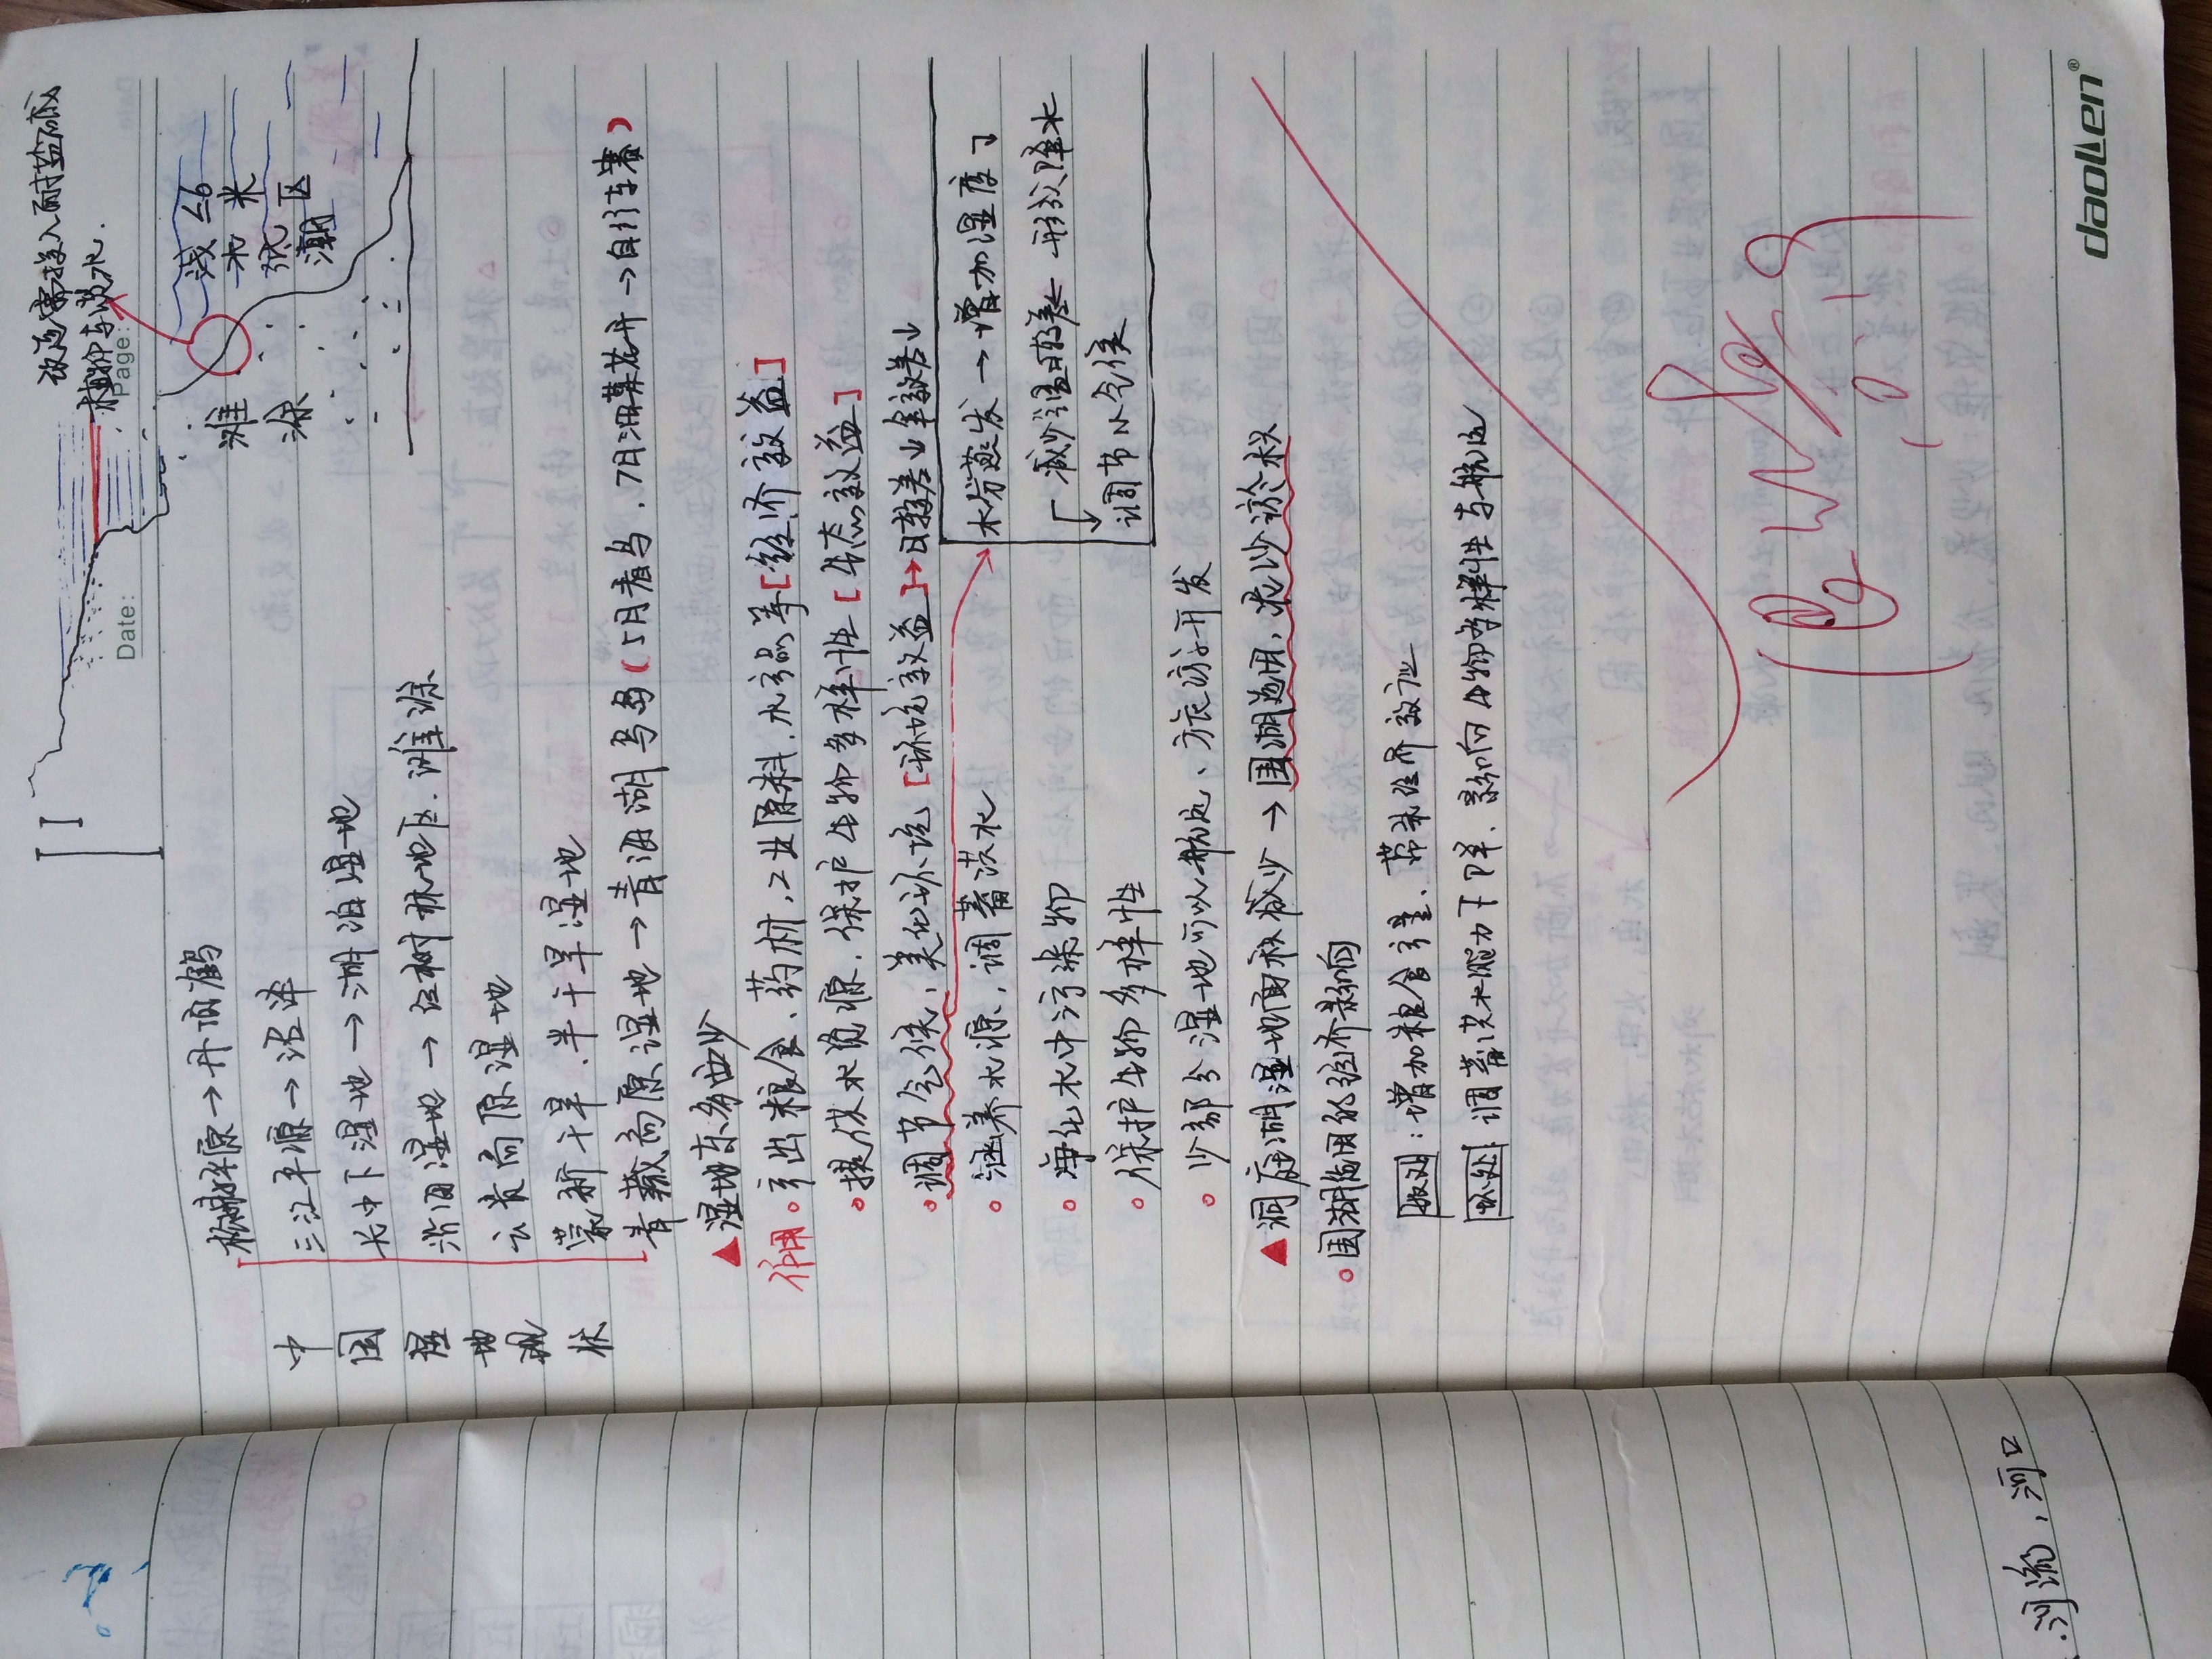 改造需投入耐盐碱
植物与淡水.
Date:
Page:
滩涂
浅水低潮
≤6米区
中国湿地现状
松嫩平原→丹顶鹤
三江平原→沼泽
长中下湿地→湖泊湿地
沿海湿地→红树林地区.滩涂
云贵高原湿地
蒙新干旱、半干旱湿地
青藏高原湿地→青海湖鸟岛(5月看鸟,7月油菜花开→自行车赛)
▲湿地东多西少
作用。产出粮食、药材,工业原料.水产品等[经济效益]
。提供水资源.保护生物多样性[生态效益]
。调节气候,美化环境[环境效益]→日较差↓年较差↓
。涵养水源,调蓄洪水
水分蒸发→增加湿度
。净化水中污染物
减少气温日较差← 形成降水
。保护生物多样性
调节小气候
。少部分湿地可以航运、旅游开发
▲洞庭湖湿地面积减少→围湖造田,泥沙淤积
。围湖造田的经济影响
好处:增加粮食产量、带来经济效益
坏处:调蓄洪水能力下降.影响生物多样性与航运
.河流,河口
daolen®